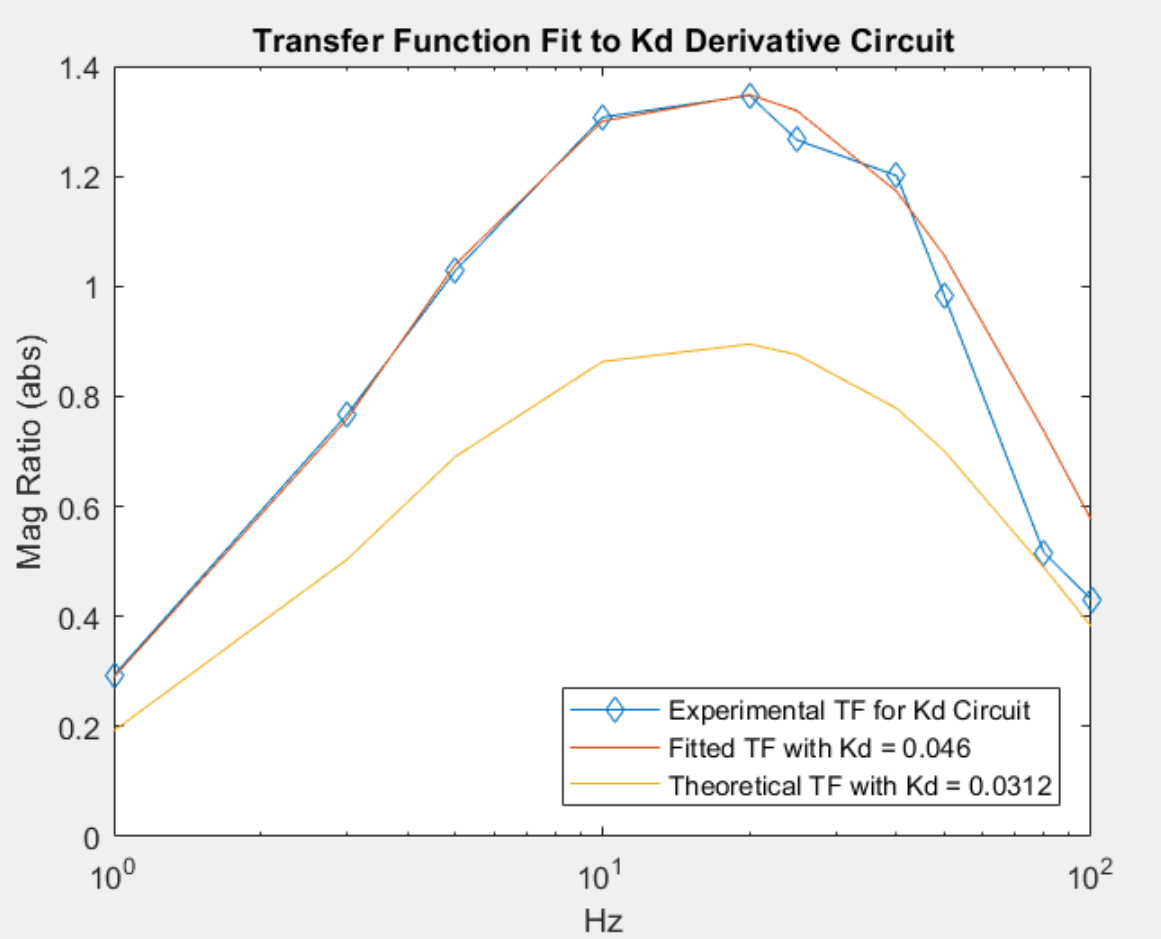 Transfer Function Fit to Kd Derivative Circuit
1.4
1.2
1
0.8
0.6
0.4
0.2
0
Mag Ratio (abs)
Experimental TF for Kd Circuit
Fitted TF with Kd = 0.046
Theoretical TF with Kd = 0.0312
10⁰ 10¹ 10²
Hz